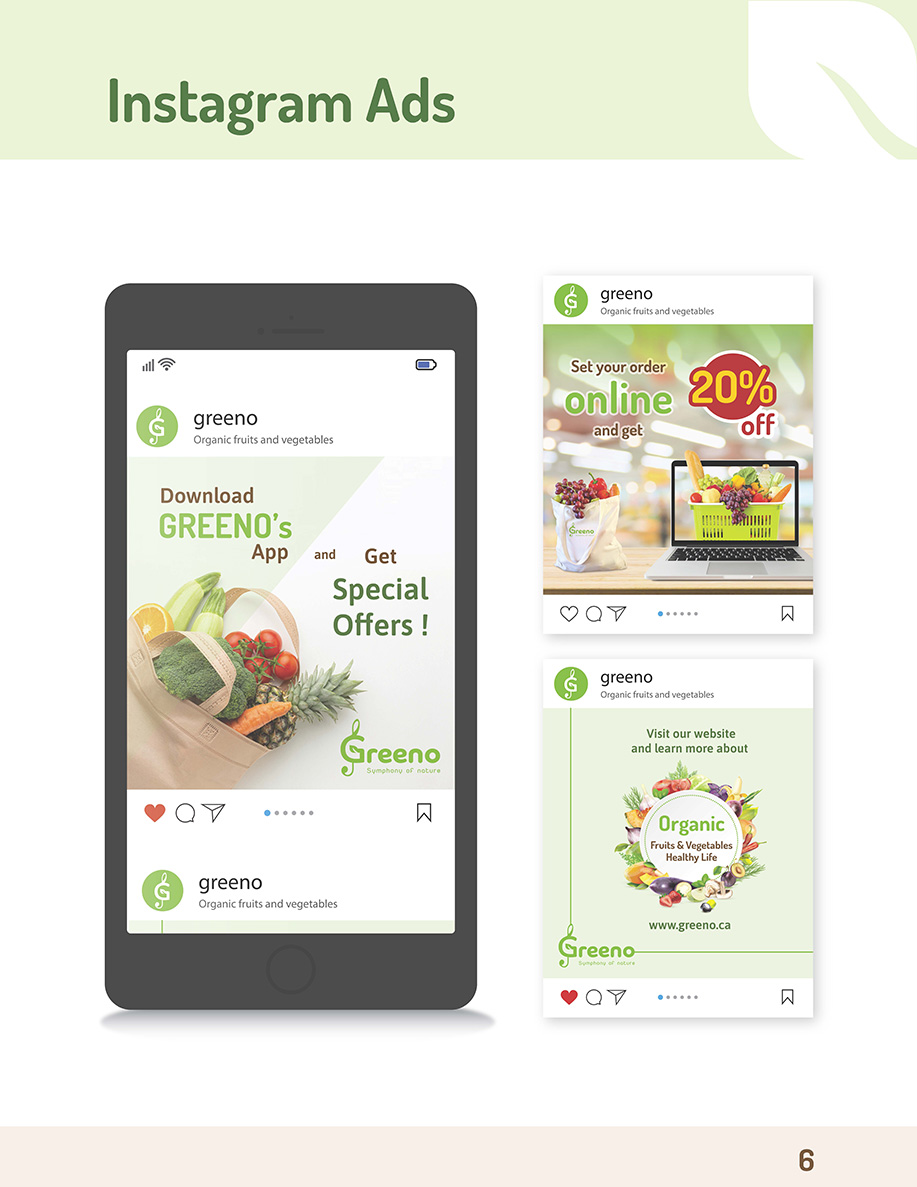 Instagram Ads
greeno
Organic fruits and vegetables
Download
GREENO's
App and Get
Special
Offers !
Greeno
Symphony of nature
greeno
Organic fruits and vegetables
greeno
Organic fruits and vegetables
Set your order
online
and get
20%
off
Greeno
greeno
Organic fruits and vegetables
Visit our website
and learn more about
Organic
Fruits & Vegetables
Healthy Life
www.greeno.ca
Greeno
Symphony of nature
6